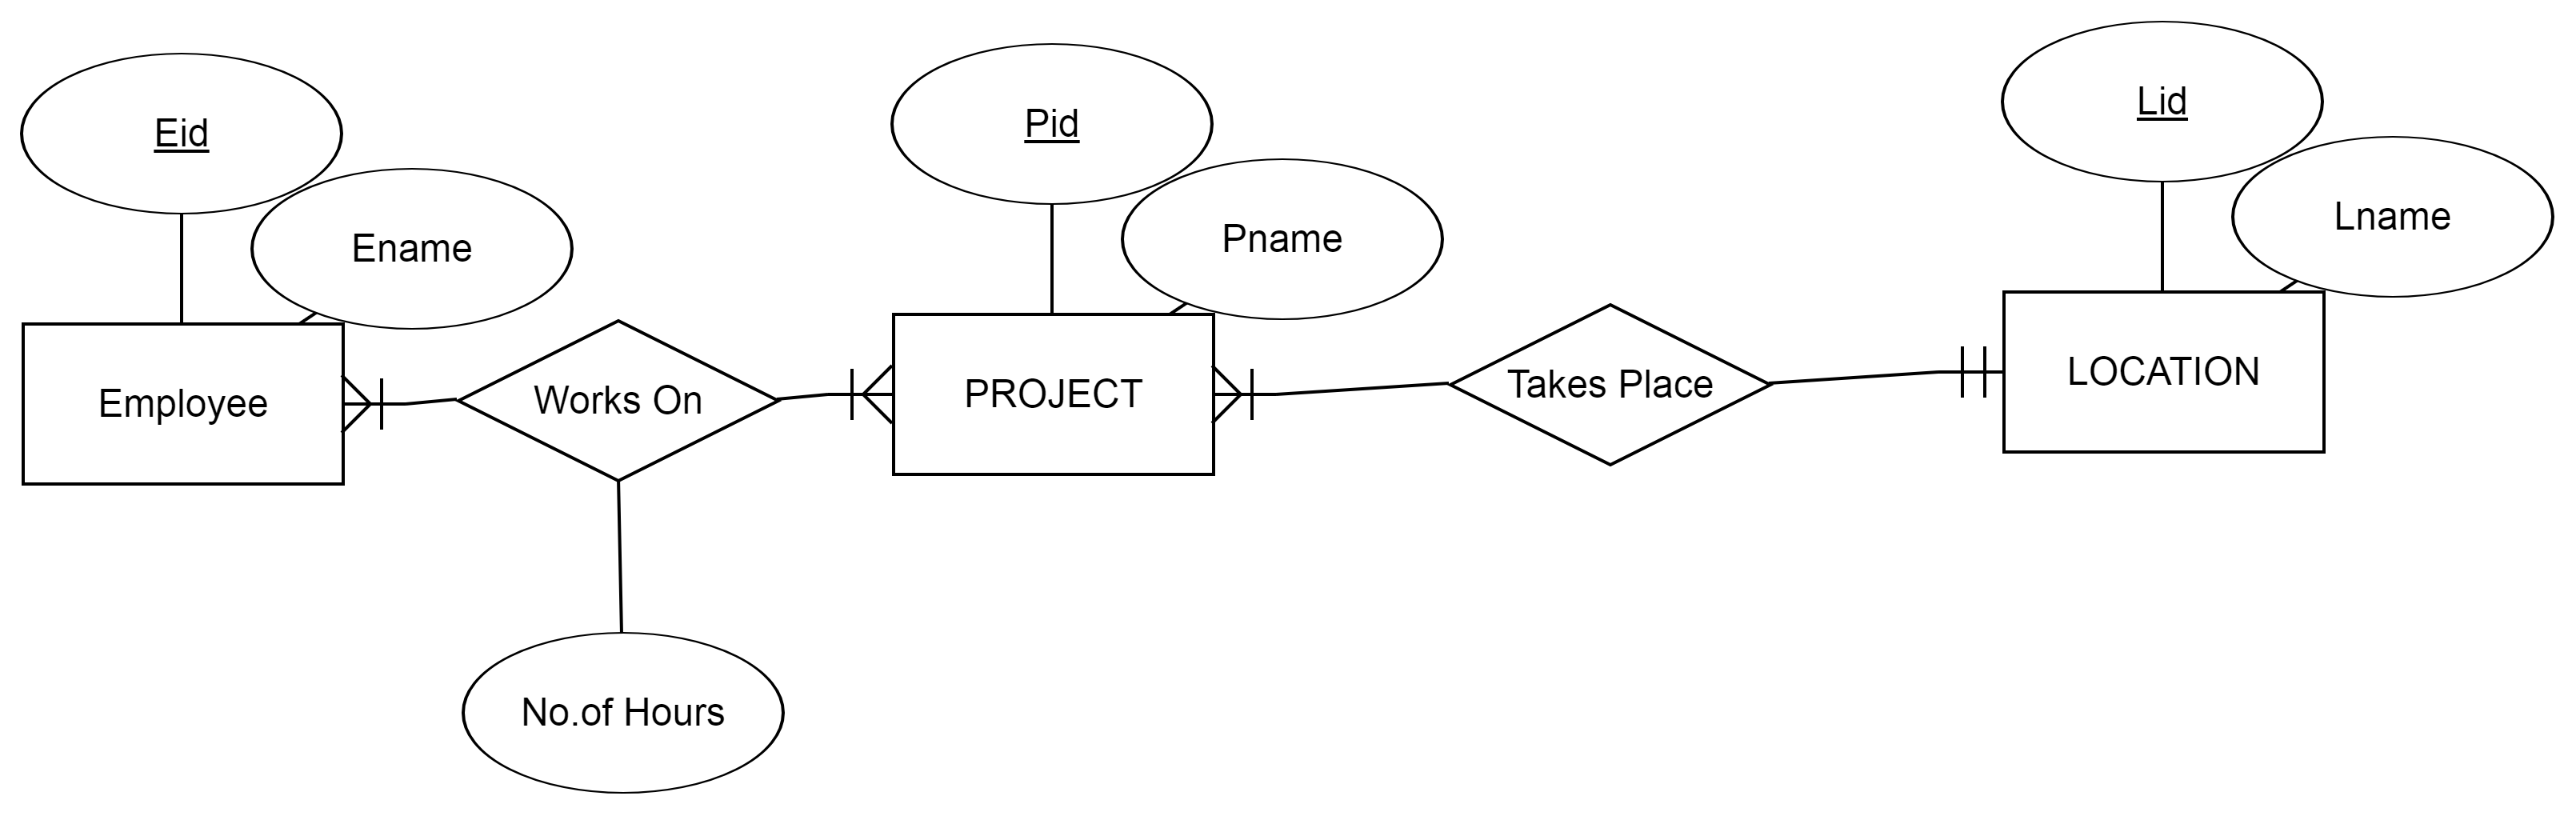 Eid
Ename
Employee
Works On
No.of Hours
Pid
Pname
PROJECT
Takes Place
Lid
Lname
LOCATION